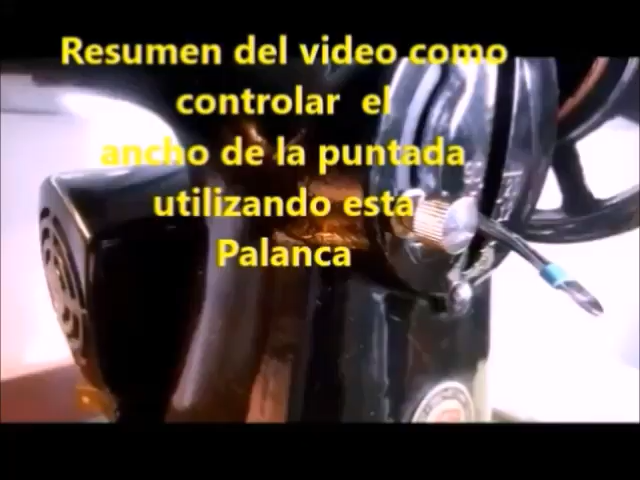 Resumen del video como
controlar el
ancho de la puntada
utilizando esta
Palanca